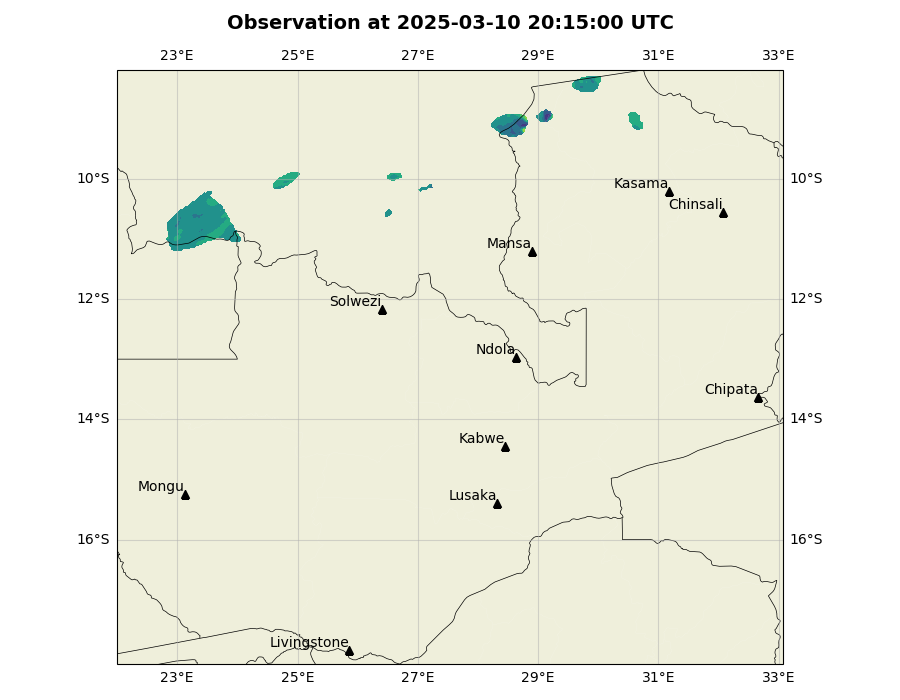 Observation at 2025-03-10 20:15:00 UTC
23°E 25°E 27°E 29°E 31°E 33°E
10°S 10°S
Kasama
Chinsali
Mansa
12°S 12°S
Solwezi
Ndola
Chipata
14°S 14°S
Kabwe
Mongu
Lusaka
16°S 16°S
Livingstone
23°E 25°E 27°E 29°E 31°E 33°E